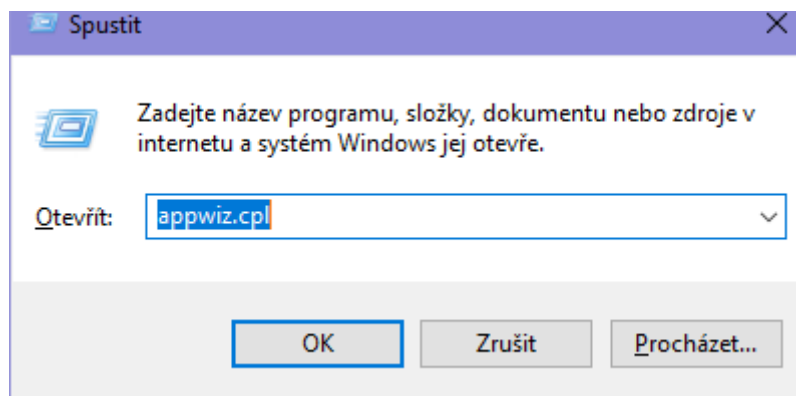 Spustit
Zadejte název programu, složky, dokumentu nebo zdroje v
internetu a systém Windows jej otevře.
Otevřít: appwiz.cpl
OK Zrušit Procházet...